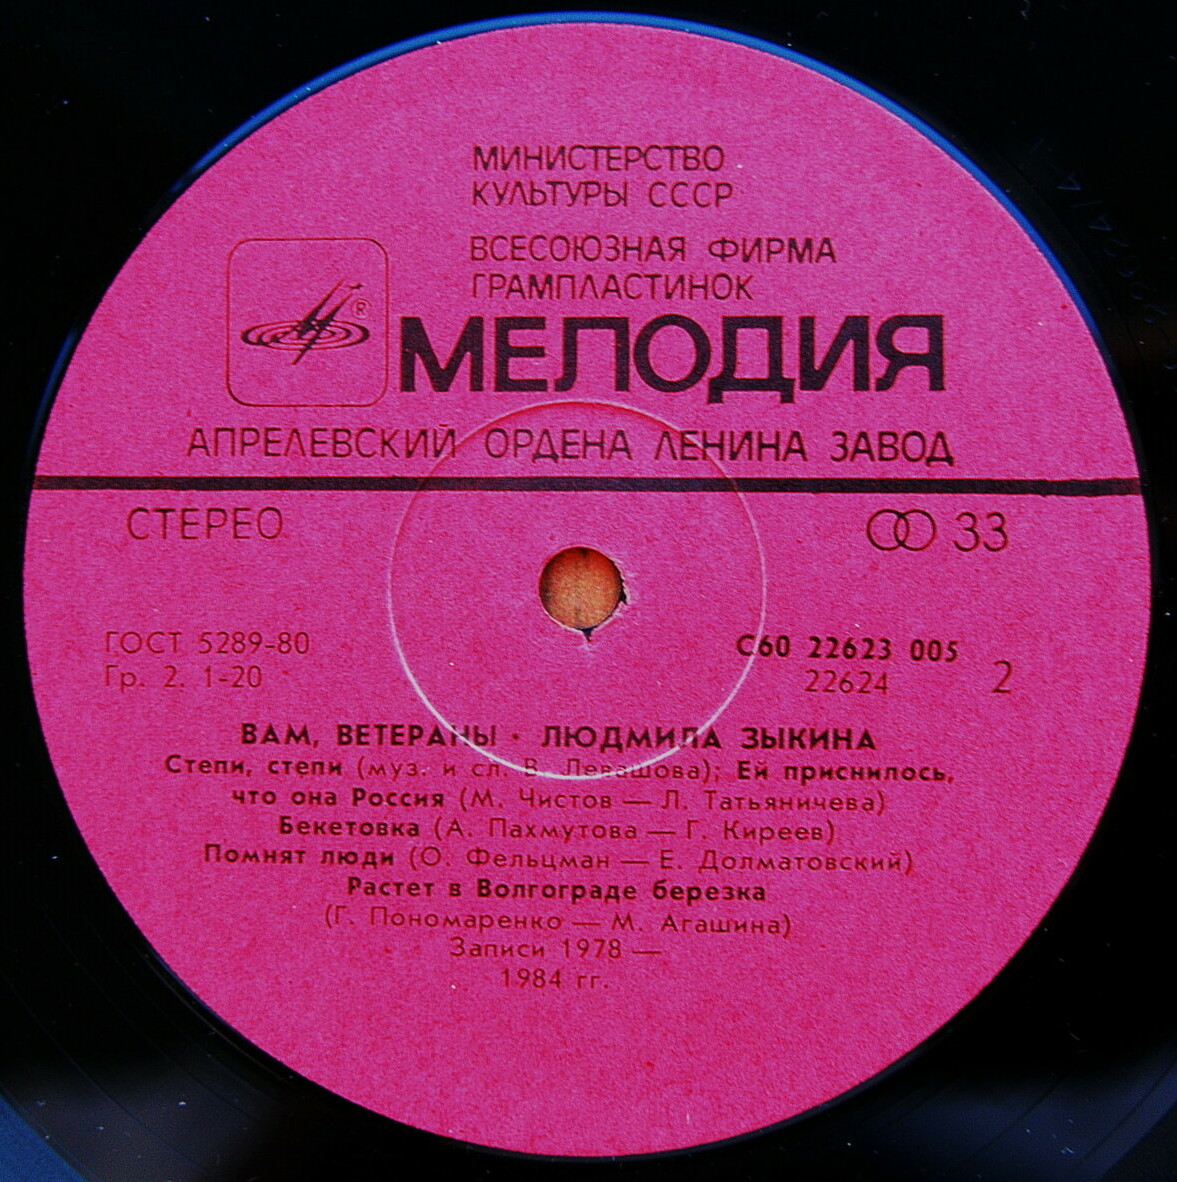 МИНИСТЕРСТВО
КУЛЬТУРЫ СССР
ВСЕСОЮЗНАЯ ФИРМА
ГРАМПЛАСТИНОК
®
МЕЛОДИЯ
АПРЕЛЕВСКИЙ ОРДЕНА ЛЕНИНА ЗАВОД
СТЕРЕО
33
ГОСТ 5289-80
Гр. 2. 1-20
С60 22623 005
22624
2
ВАМ, ВЕТЕРАНЫ · ЛЮДМИЛА ЗЫКИНА
Степи, степи (муз. и сл. В. Левашова); Ей приснилось,
что она Россия (М. Чистов — Л. Татьяничева)
Бекетовка (А. Пахмутова — Г. Киреев)
Помнят люди (О. Фельцман — Е. Долматовский)
Растет в Волгограде березка
(Г. Пономаренко — М. Агашина)
Записи 1978 —
1984 гг.